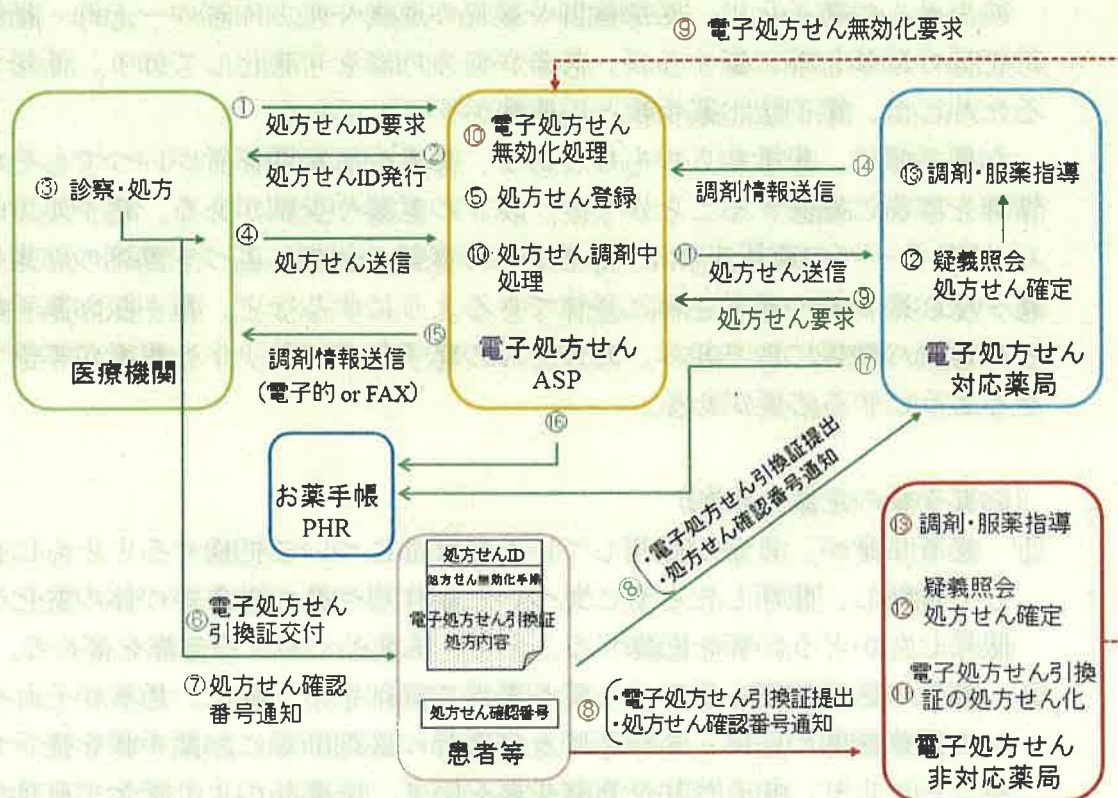 ⑨ 電子処方せん無効化要求
①
処方せんID要求
②
処方せんID発行
③ 診察・処方
④
処方せん送信
⑮
調剤情報送信
(電子的 or FAX)
医療機関
⑩ 電子処方せん
無効化処理
⑤ 処方せん登録
⑩ 処方せん調剤中
処理
電子処方せん
ASP
⑭
調剤情報送信
⑪
処方せん送信
⑨
処方せん要求
⑰
⑬調剤・服薬指導
⑫ 疑義照会
処方せん確定
電子処方せん
対応薬局
⑯
お薬手帳
PHR
⑥ 電子処方せん
引換証交付
⑦ 処方せん確認
番号通知
処方せんID
処方せん無効化手順
電子処方せん引換証
処方内容
処方せん確認番号
患者等
⑧
・電子処方せん引換証提出
・処方せん確認番号通知
⑧
・電子処方せん引換証提出
・処方せん確認番号通知
⑬ 調剤・服薬指導
⑫ 疑義照会
処方せん確定
⑪ 電子処方せん引換
証の処方せん化
電子処方せん
非対応薬局